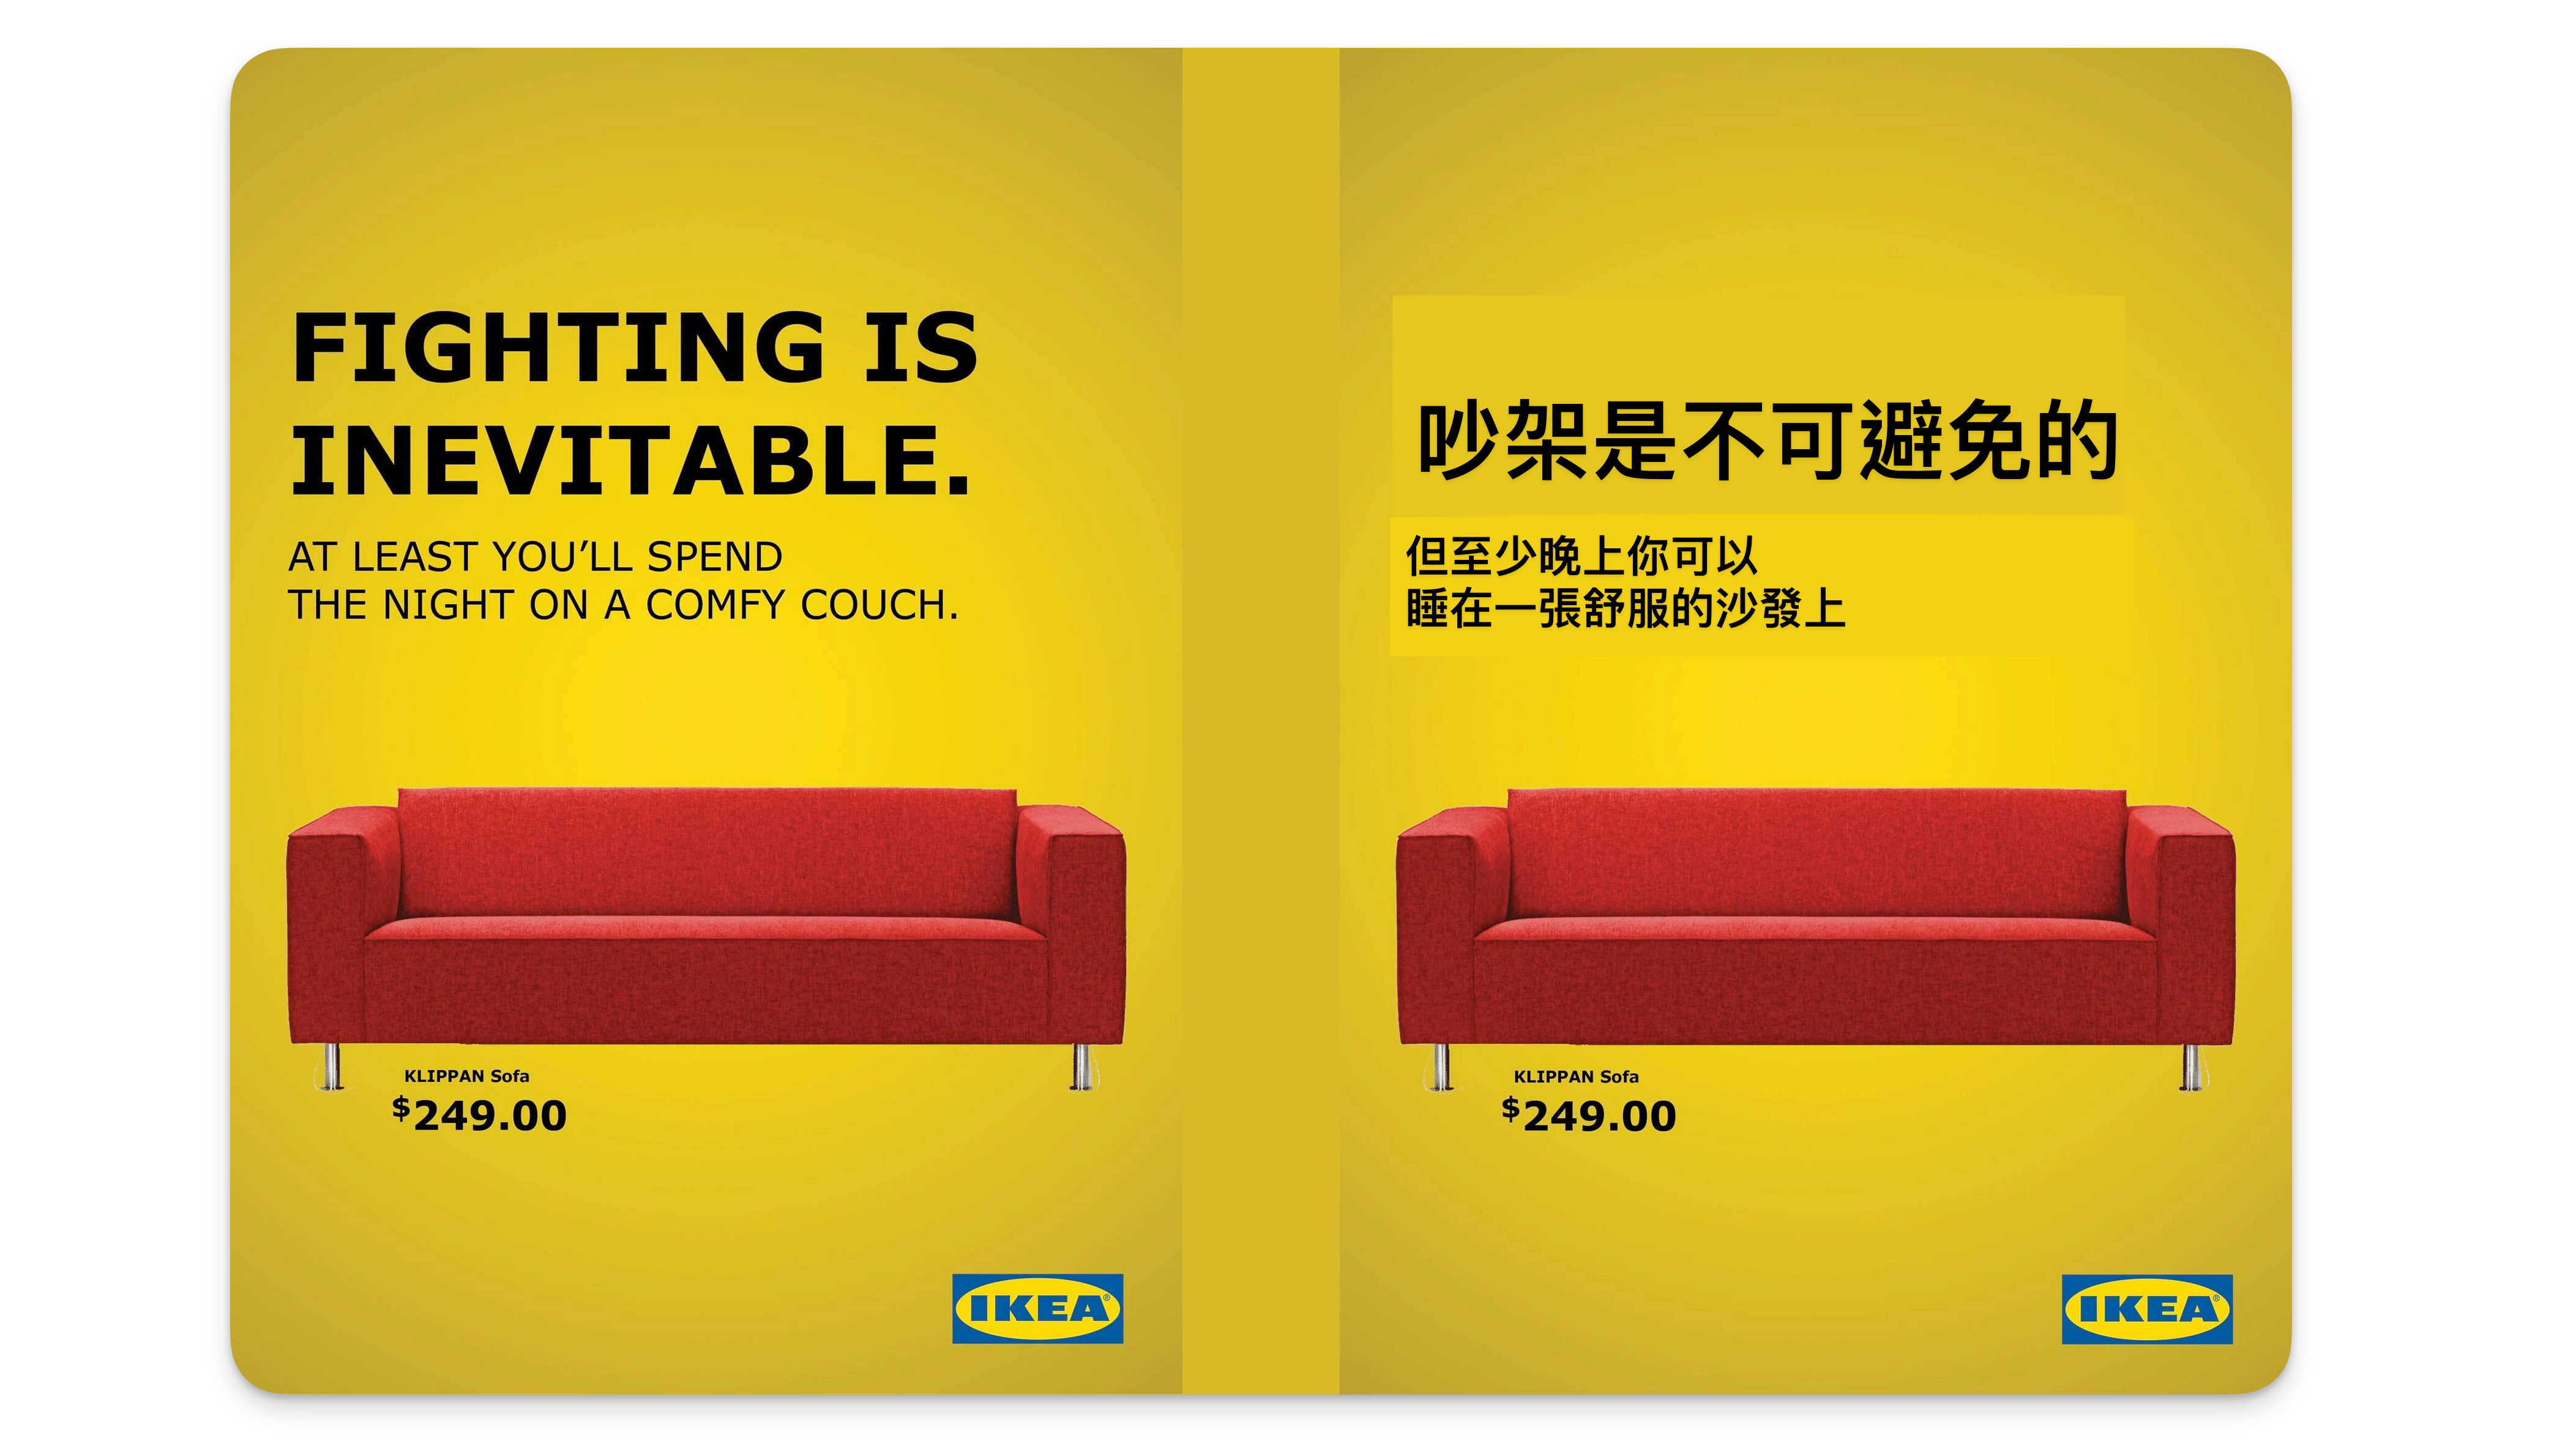 FIGHTING IS
INEVITABLE.
AT LEAST YOU’LL SPEND
THE NIGHT ON A COMFY COUCH.
KLIPPAN Sofa
$249.00
IKEA®
吵架是不可避免的
但至少晚上你可以
睡在一張舒服的沙發上
KLIPPAN Sofa
$249.00
IKEA®